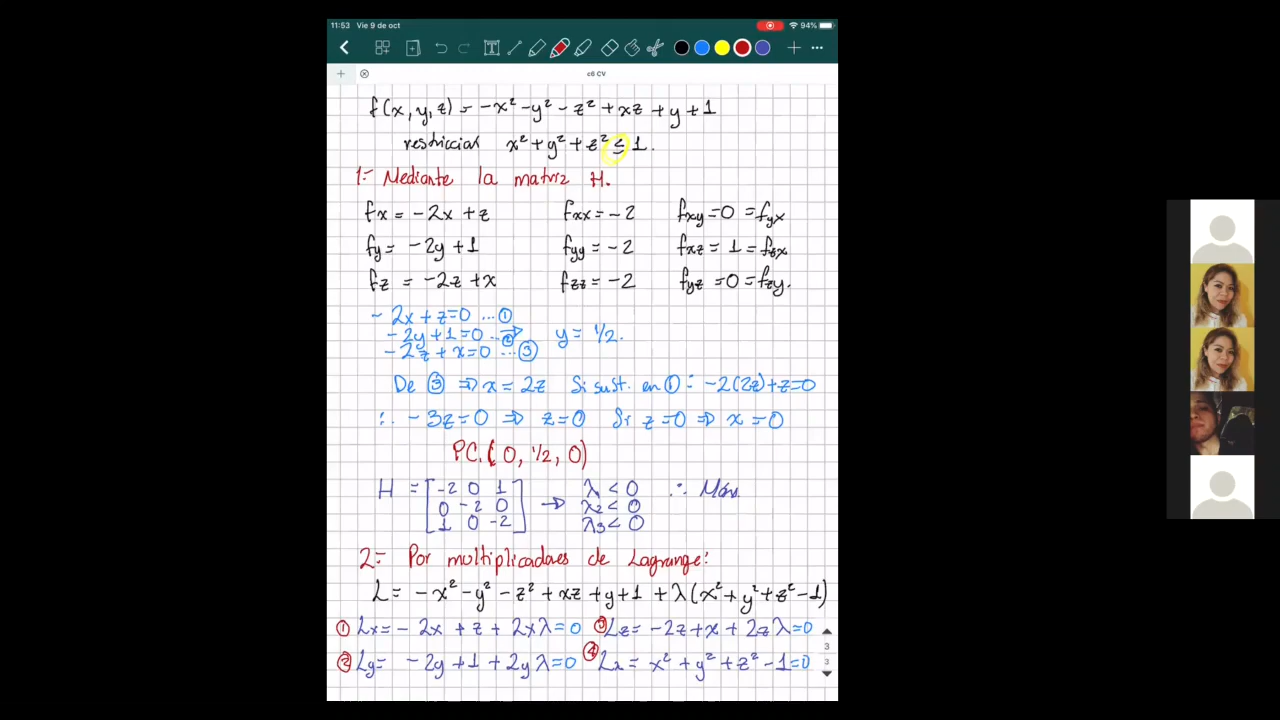 11:53 Vie 9 de oct 94%
c6 CV
f(x, y, z) = -x² - y² - z² + xz + y + 1
restricción x² + y² + z² ≤ 1.
1= Mediante la matriz H.
fx = -2x + z fxx = -2 fxy = 0 = fyx
fy = -2y + 1 fyy = -2 fxz = 1 = fzx
fz = -2z + x fzz = -2 fyz = 0 = fzy.
-2x + z = 0 ... ①
-2y + 1 = 0 ... ② ⇒ y = 1/2.
-2z + x = 0 ... ③
De ③ ⇒ x = 2z Si sust. en ① = -2(2z) + z = 0
∴ -3z = 0 ⇒ z = 0 Si z = 0 ⇒ x = 0
P.C. (0, 1/2, 0)
H = [-2 0 1 → λ₁ < 0 ∴ Máx
0 -2 0 λ₂ < 0
1 0 -2] λ₃ < 0
2= Por multiplicadores de Lagrange:
L = -x² - y² - z² + xz + y + 1 + λ(x² + y² + z² - 1)
① Lx = -2x + z + 2xλ = 0 ③ Lz = -2z + x + 2zλ = 0
② Ly = -2y + 1 + 2yλ = 0 ④ Lλ = x² + y² + z² - 1 = 0
3
3